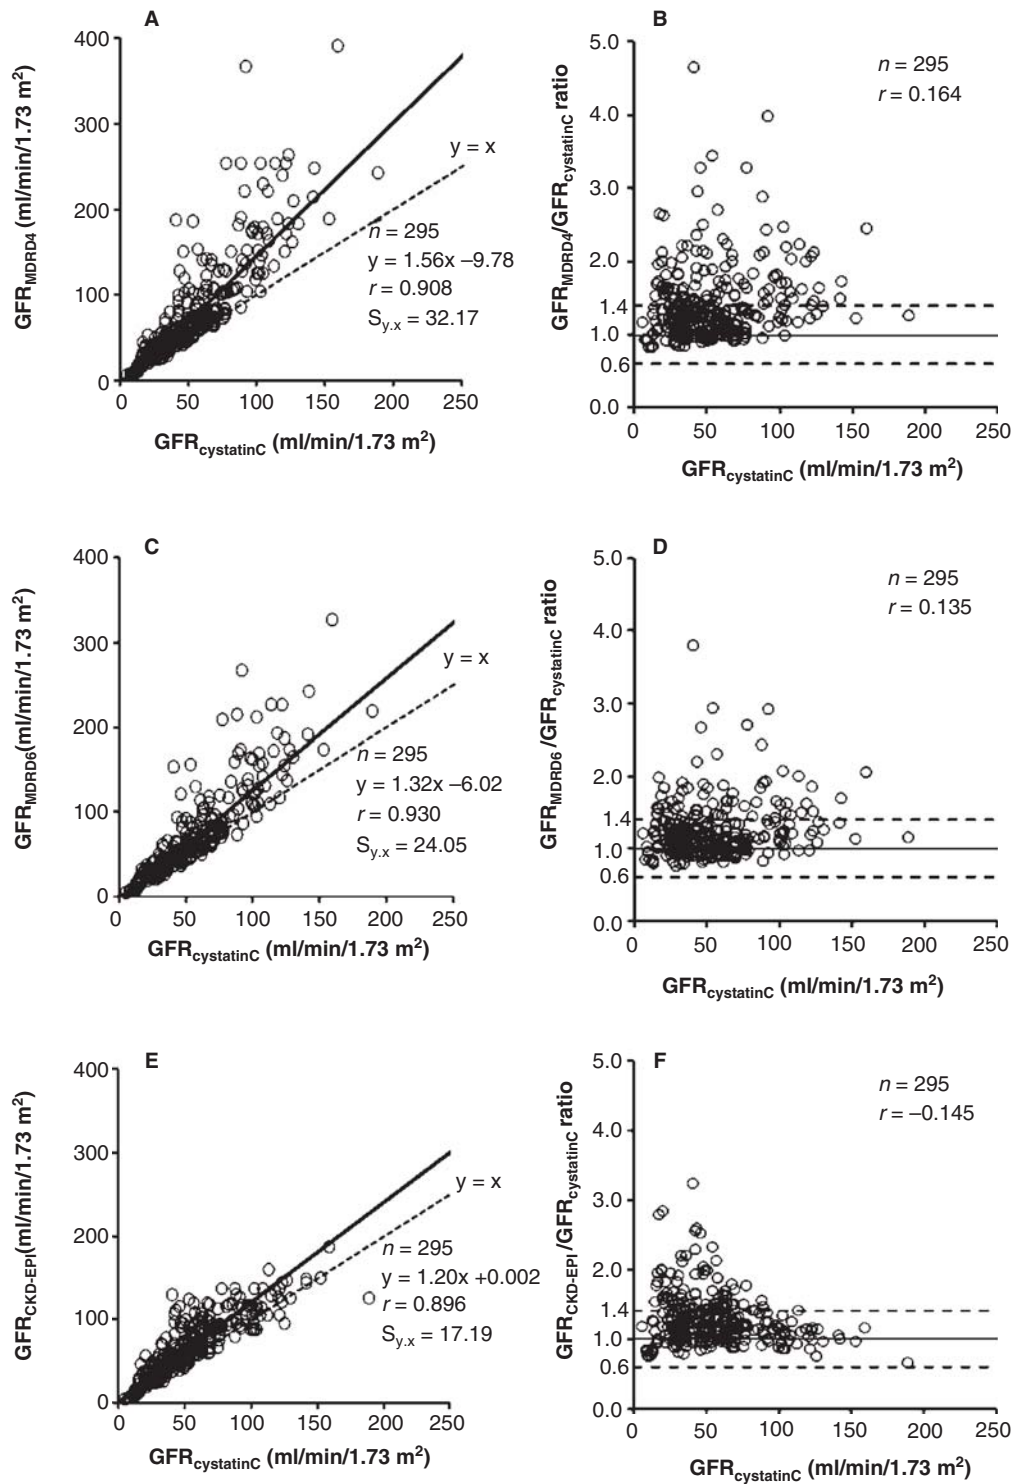 A
GFRMDRD4 (ml/min/1.73 m²)
400
300
200
100
0
y = x
n = 295
y = 1.56x –9.78
r = 0.908
Sy.x = 32.17
0 50 100 150 200 250
GFRcystatinC (ml/min/1.73 m²)
B
GFRMDRD4/GFRcystatinC ratio
5.0
4.0
3.0
2.0
1.4
1.0
0.6
0.0
n = 295
r = 0.164
0 50 100 150 200 250
GFRcystatinC (ml/min/1.73 m²)
C
GFRMDRD6(ml/min/1.73 m²)
400
300
200
100
0
y = x
n = 295
y = 1.32x –6.02
r = 0.930
Sy.x = 24.05
0 50 100 150 200 250
GFRcystatinC (ml/min/1.73 m²)
D
GFRMDRD6 /GFRcystatinC ratio
5.0
4.0
3.0
2.0
1.4
1.0
0.6
0.0
n = 295
r = 0.135
0 50 100 150 200 250
GFRcystatinC (ml/min/1.73 m²)
E
GFRCKD-EPI(ml/min/1.73 m²)
400
300
200
100
0
y = x
n = 295
y = 1.20x +0.002
r = 0.896
Sy.x = 17.19
0 50 100 150 200 250
GFRcystatinC (ml/min/1.73 m²)
F
GFRCKD-EPI /GFRcystatinC ratio
5.0
4.0
3.0
2.0
1.4
1.0
0.6
0.0
n = 295
r = –0.145
0 50 100 150 200 250
GFRcystatinC (ml/min/1.73 m²)